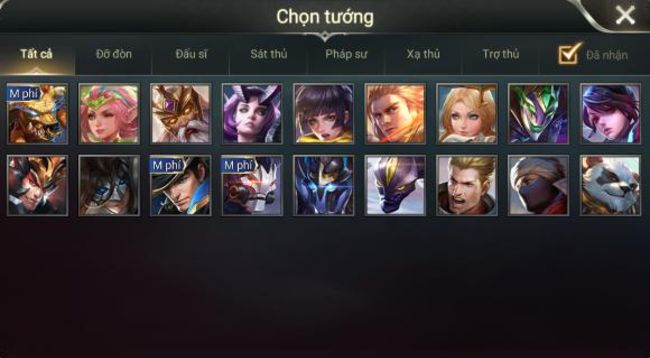 Chọn tướng
Tất cả Đỡ đòn Đấu sĩ Sát thủ Pháp sư Xạ thủ Trợ thủ Đã nhận
M phí
M phí M phí